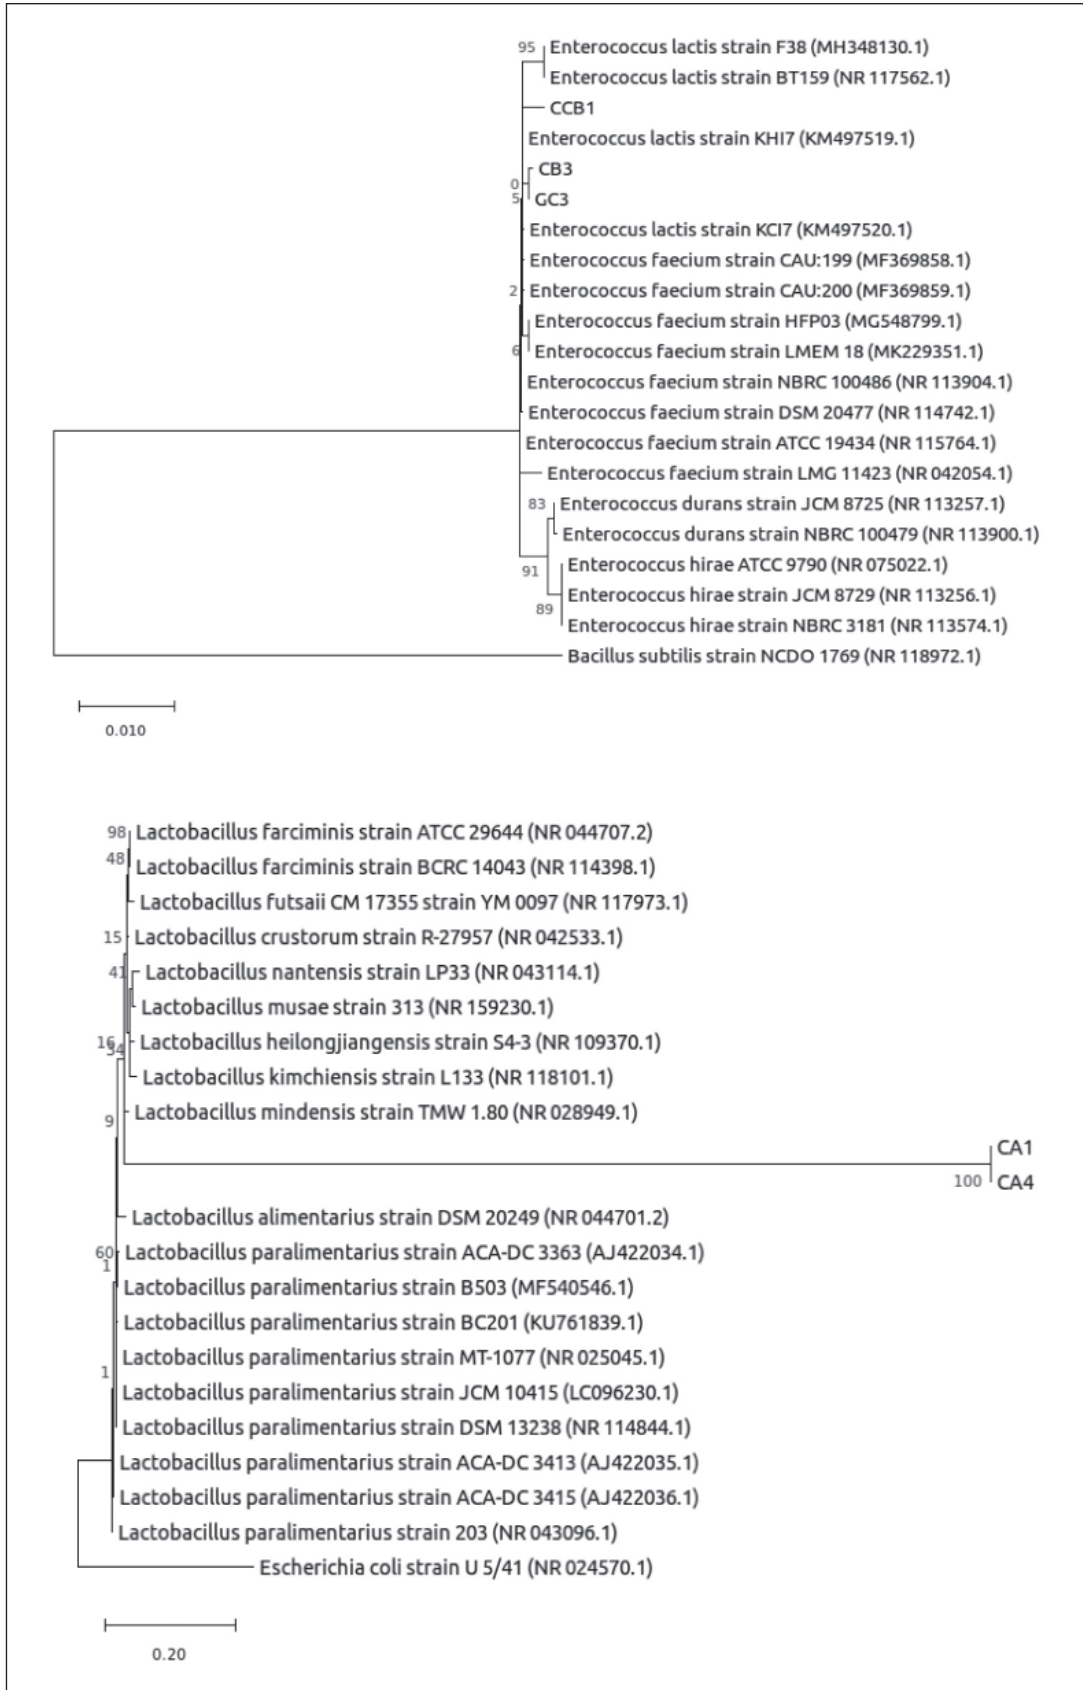 95
Enterococcus lactis strain F38 (MH348130.1)
Enterococcus lactis strain BT159 (NR 117562.1)
CCB1
Enterococcus lactis strain KHI7 (KM497519.1)
CB3
0
5
GC3
Enterococcus lactis strain KCI7 (KM497520.1)
Enterococcus faecium strain CAU:199 (MF369858.1)
2
Enterococcus faecium strain CAU:200 (MF369859.1)
Enterococcus faecium strain HFP03 (MG548799.1)
6
Enterococcus faecium strain LMEM 18 (MK229351.1)
Enterococcus faecium strain NBRC 100486 (NR 113904.1)
Enterococcus faecium strain DSM 20477 (NR 114742.1)
Enterococcus faecium strain ATCC 19434 (NR 115764.1)
Enterococcus faecium strain LMG 11423 (NR 042054.1)
83
Enterococcus durans strain JCM 8725 (NR 113257.1)
Enterococcus durans strain NBRC 100479 (NR 113900.1)
91
Enterococcus hirae ATCC 9790 (NR 075022.1)
Enterococcus hirae strain JCM 8729 (NR 113256.1)
89
Enterococcus hirae strain NBRC 3181 (NR 113574.1)
Bacillus subtilis strain NCDO 1769 (NR 118972.1)
0.010
98
Lactobacillus farciminis strain ATCC 29644 (NR 044707.2)
48
Lactobacillus farciminis strain BCRC 14043 (NR 114398.1)
Lactobacillus futsaii CM 17355 strain YM 0097 (NR 117973.1)
15
Lactobacillus crustorum strain R-27957 (NR 042533.1)
41
Lactobacillus nantensis strain LP33 (NR 043114.1)
Lactobacillus musae strain 313 (NR 159230.1)
16
34
Lactobacillus heilongjiangensis strain S4-3 (NR 109370.1)
Lactobacillus kimchiensis strain L133 (NR 118101.1)
Lactobacillus mindensis strain TMW 1.80 (NR 028949.1)
9
CA1
100
CA4
Lactobacillus alimentarius strain DSM 20249 (NR 044701.2)
60
Lactobacillus paralimentarius strain ACA-DC 3363 (AJ422034.1)
1
Lactobacillus paralimentarius strain B503 (MF540546.1)
Lactobacillus paralimentarius strain BC201 (KU761839.1)
Lactobacillus paralimentarius strain MT-1077 (NR 025045.1)
1
Lactobacillus paralimentarius strain JCM 10415 (LC096230.1)
Lactobacillus paralimentarius strain DSM 13238 (NR 114844.1)
Lactobacillus paralimentarius strain ACA-DC 3413 (AJ422035.1)
Lactobacillus paralimentarius strain ACA-DC 3415 (AJ422036.1)
Lactobacillus paralimentarius strain 203 (NR 043096.1)
Escherichia coli strain U 5/41 (NR 024570.1)
0.20